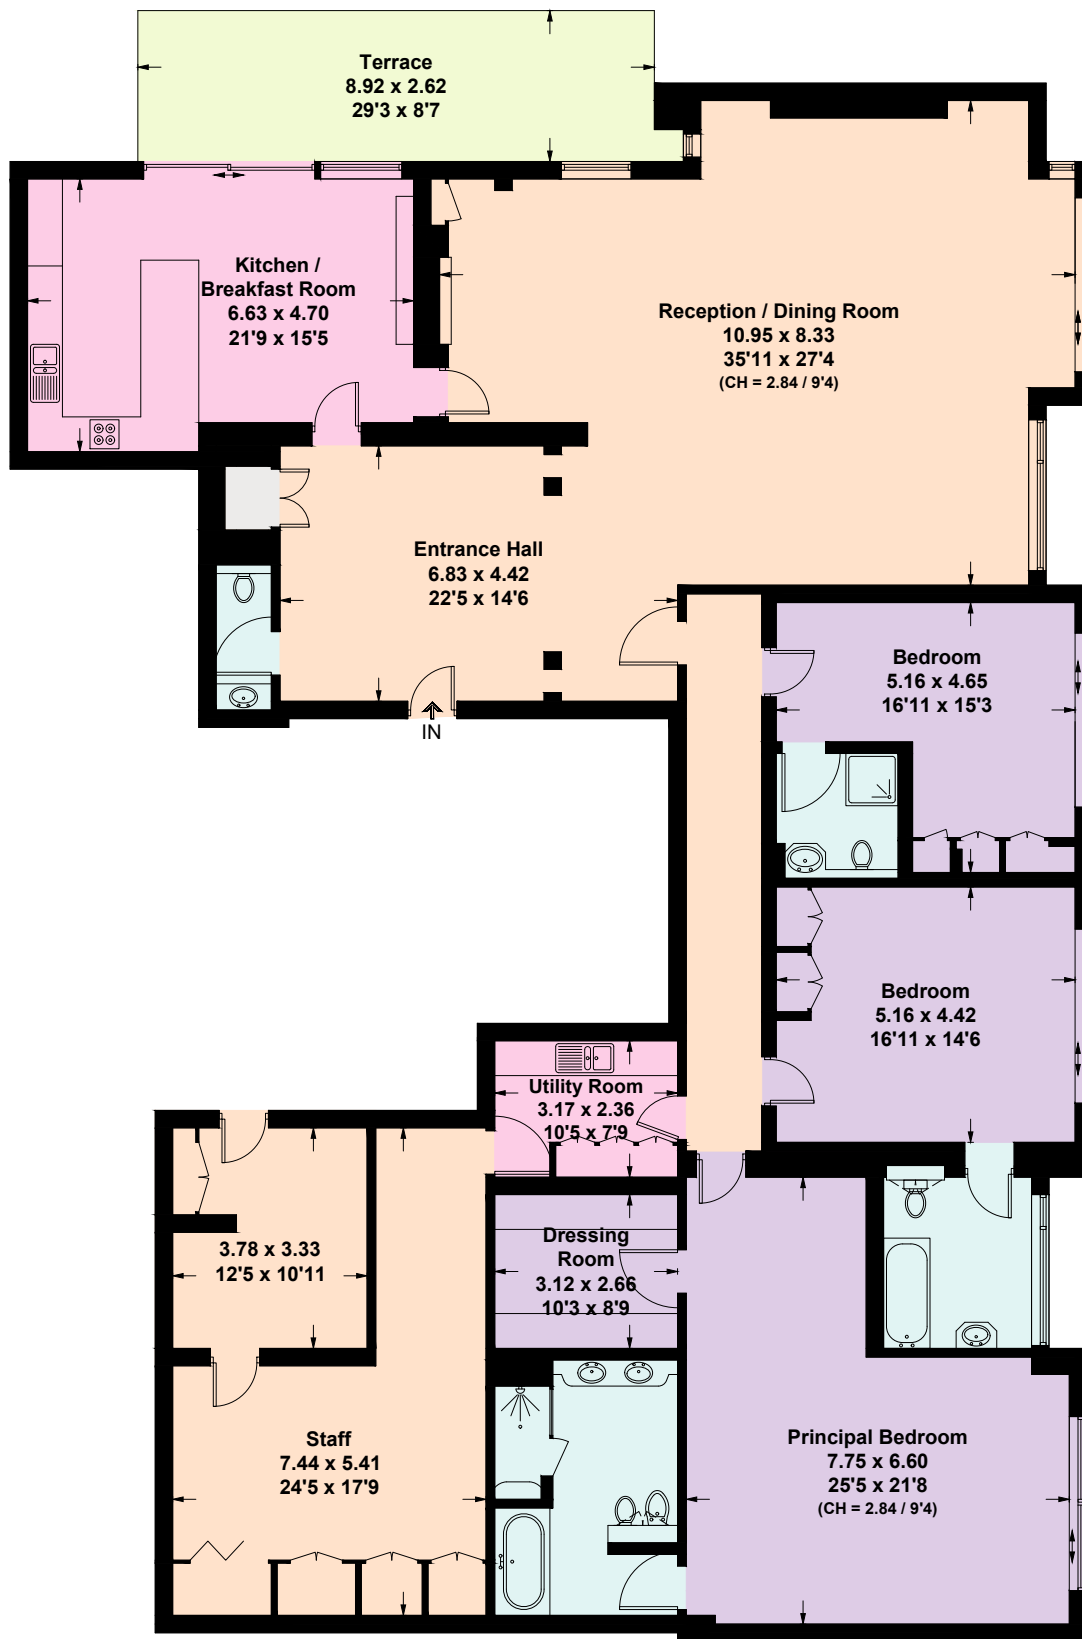 Terrace
8.92 x 2.62
29'3 x 8'7
Kitchen /
Breakfast Room
6.63 x 4.70
21'9 x 15'5
Reception / Dining Room
10.95 x 8.33
35'11 x 27'4
(CH = 2.84 / 9'4)
Entrance Hall
6.83 x 4.42
22'5 x 14'6
IN
Bedroom
5.16 x 4.65
16'11 x 15'3
Bedroom
5.16 x 4.42
16'11 x 14'6
Utility Room
3.17 x 2.36
10'5 x 7'9
3.78 x 3.33
12'5 x 10'11
Dressing
Room
3.12 x 2.66
10'3 x 8'9
Staff
7.44 x 5.41
24'5 x 17'9
Principal Bedroom
7.75 x 6.60
25'5 x 21'8
(CH = 2.84 / 9'4)